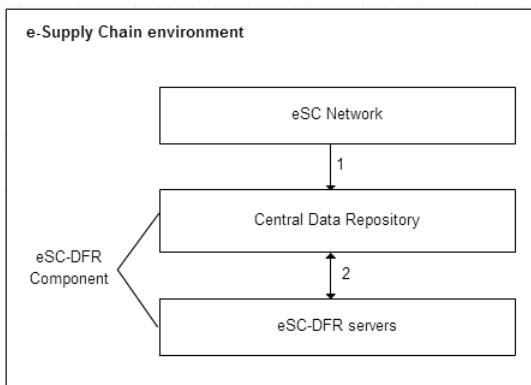 e-Supply Chain environment
eSC Network
1
Central Data Repository
eSC-DFR
Component
2
eSC-DFR servers